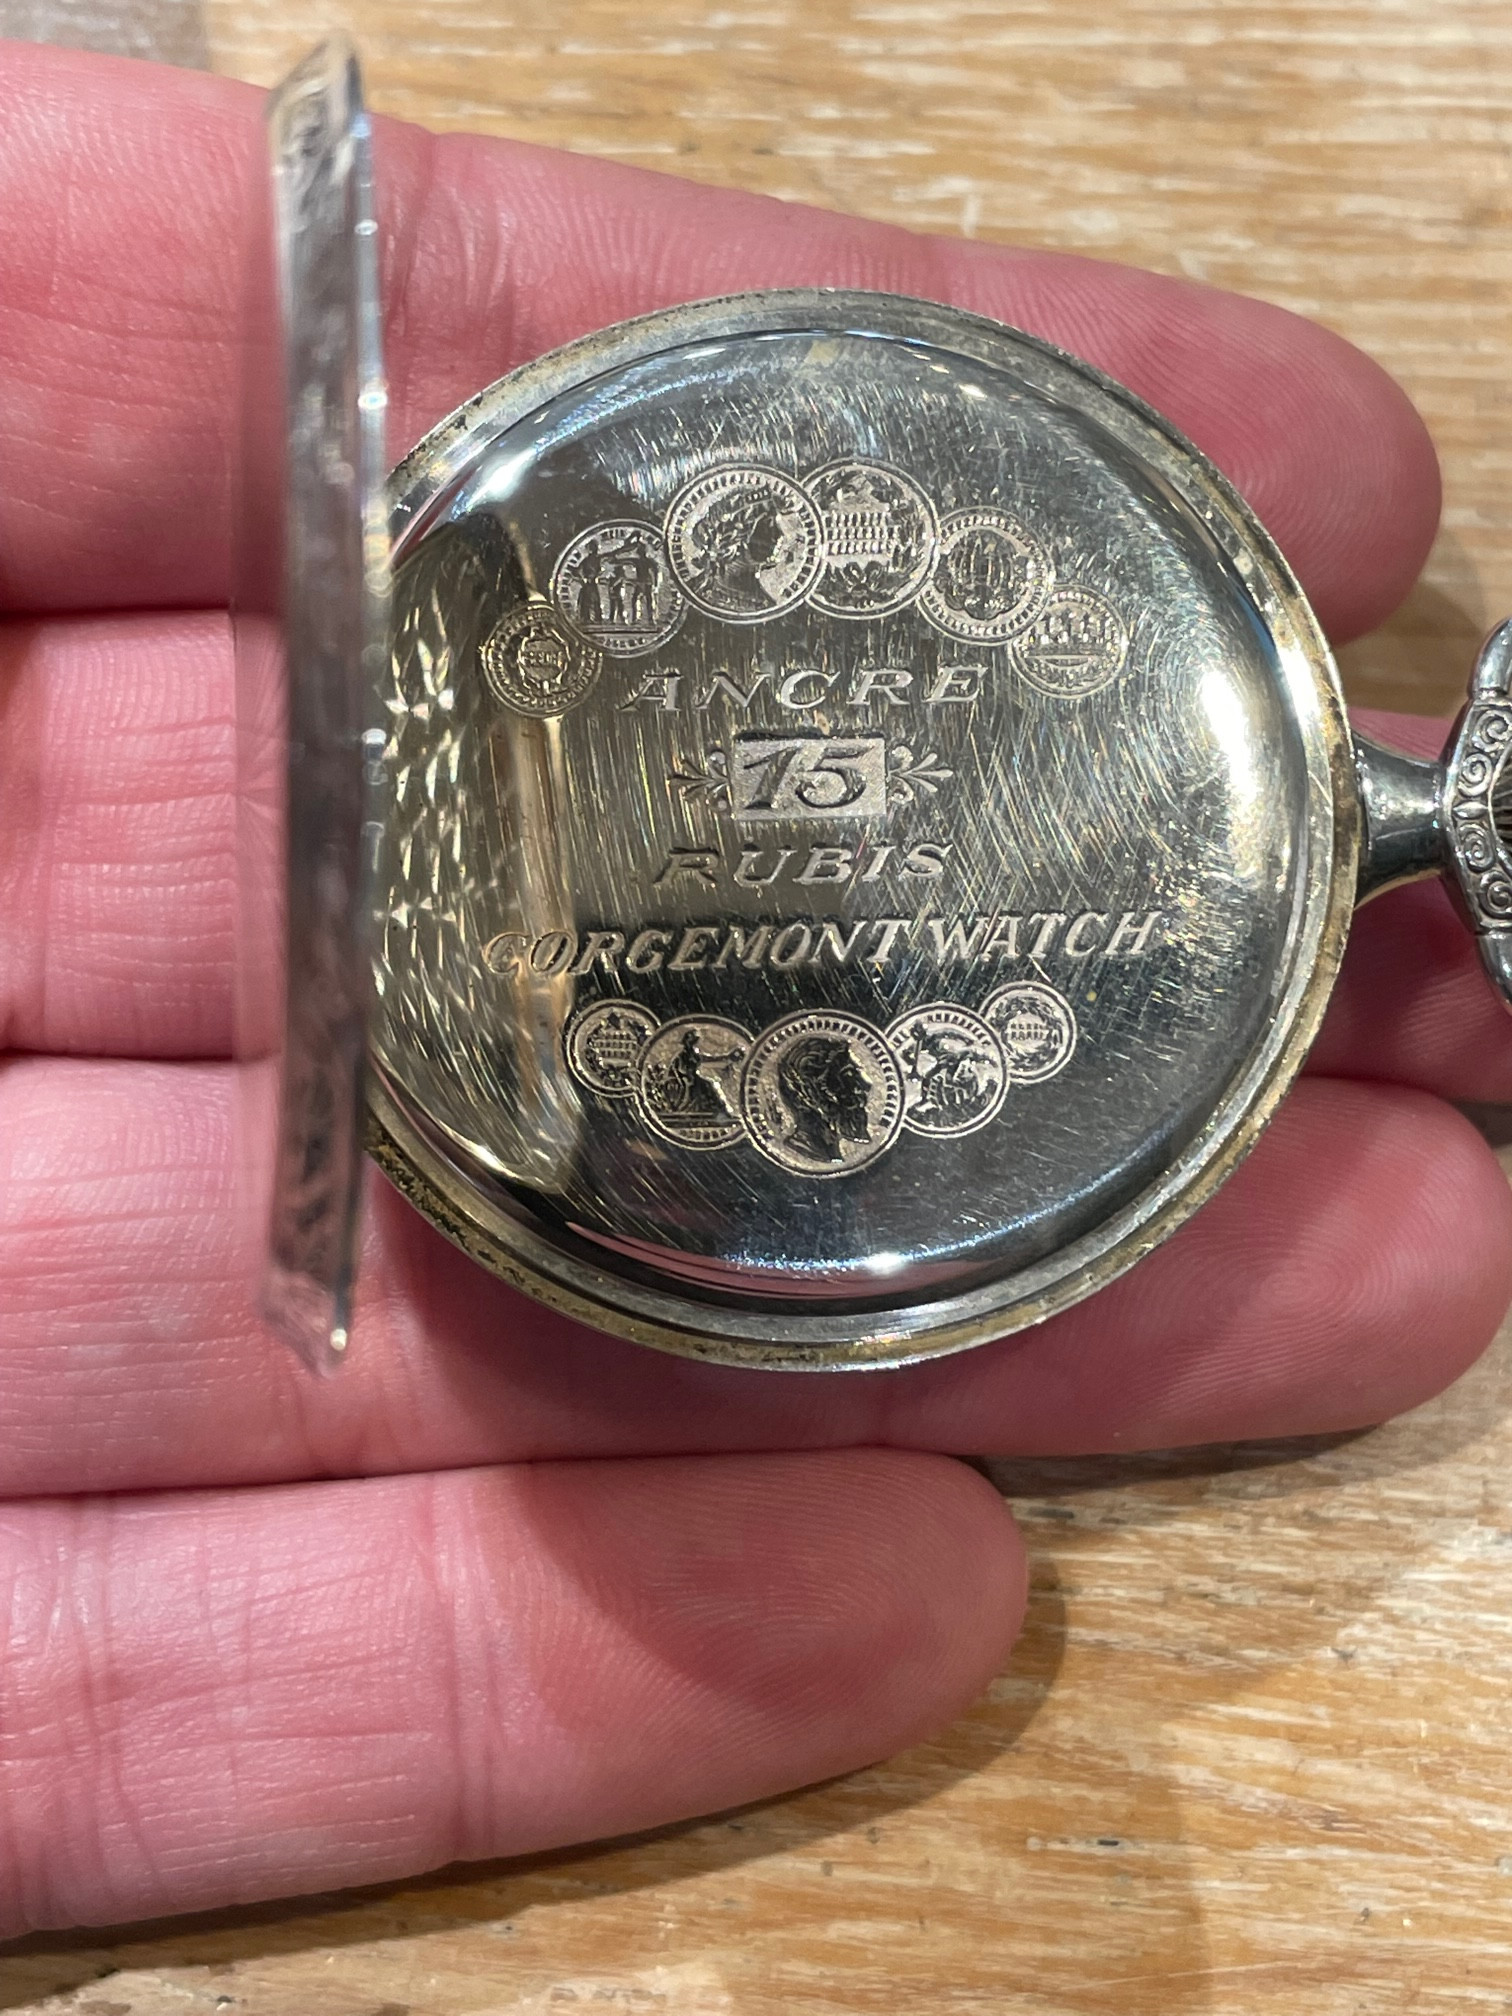 ANCRE
15
RUBIS
CORGEMONT WATCH